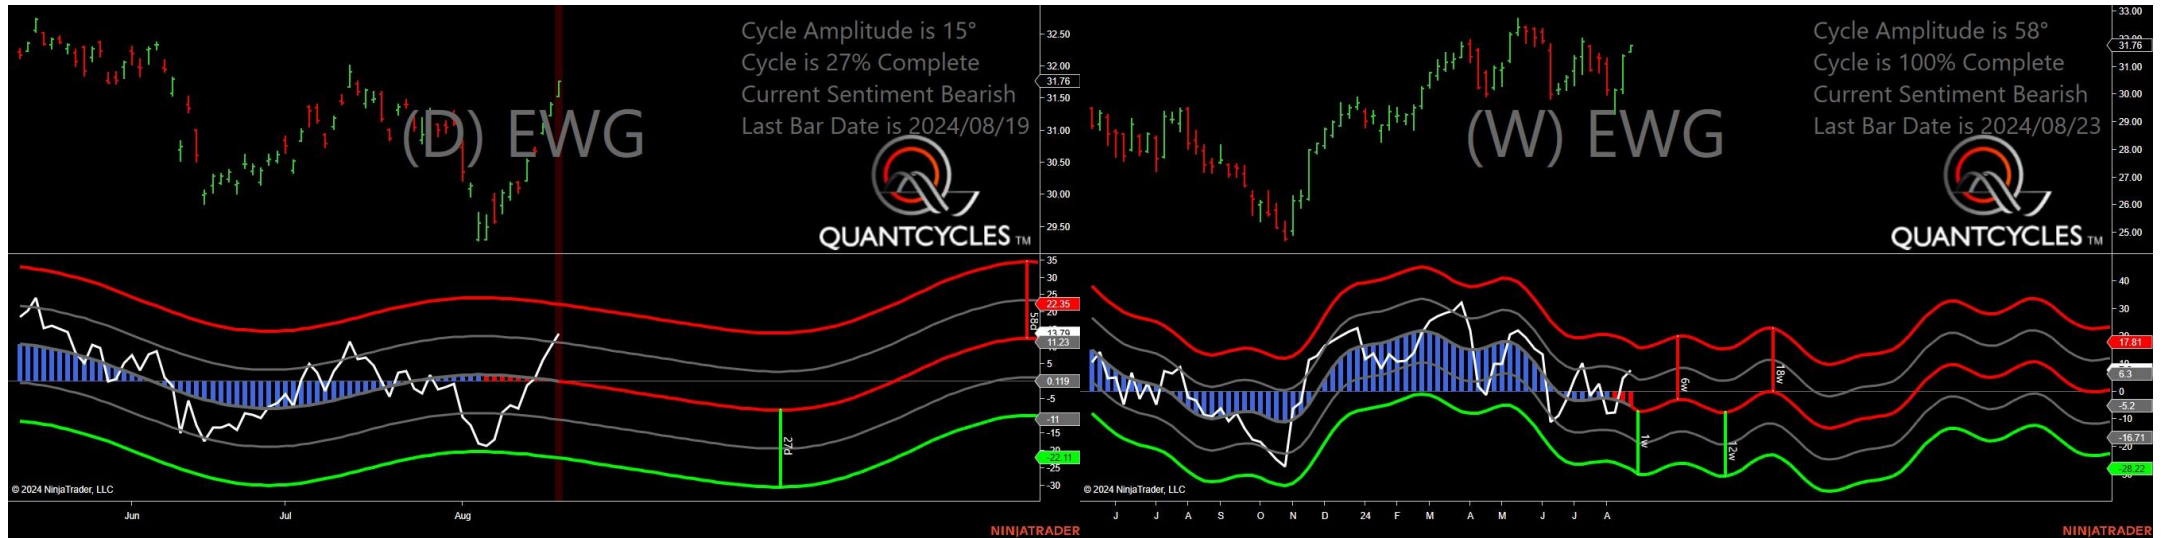 Cycle Amplitude is 15°
Cycle is 27% Complete
Current Sentiment Bearish
Last Bar Date is 2024/08/19
(D) EWG
QUANTCYCLES TM
32.50
32.00
31.76
31.50
31.00
30.50
30.00
29.50
35
30
25
22.35
20
58d
13.79
11.23
5
0.119
-5
-11
-15
27d
-22.11
-25
-30
© 2024 NinjaTrader, LLC
Jun
Jul
Aug
NINJATRADER
Cycle Amplitude is 58°
Cycle is 100% Complete
Current Sentiment Bearish
Last Bar Date is 2024/08/23
(W) EWG
QUANTCYCLES TM
33.00
31.76
31.00
30.00
29.00
28.00
27.00
26.00
25.00
40
30
17.81
18w
6w
6.3
0
-5.2
-10
-16.71
1w
12w
-28.22
© 2024 NinjaTrader, LLC
J
J
A
S
O
N
D
24
F
M
A
M
J
J
A
NINJATRADER